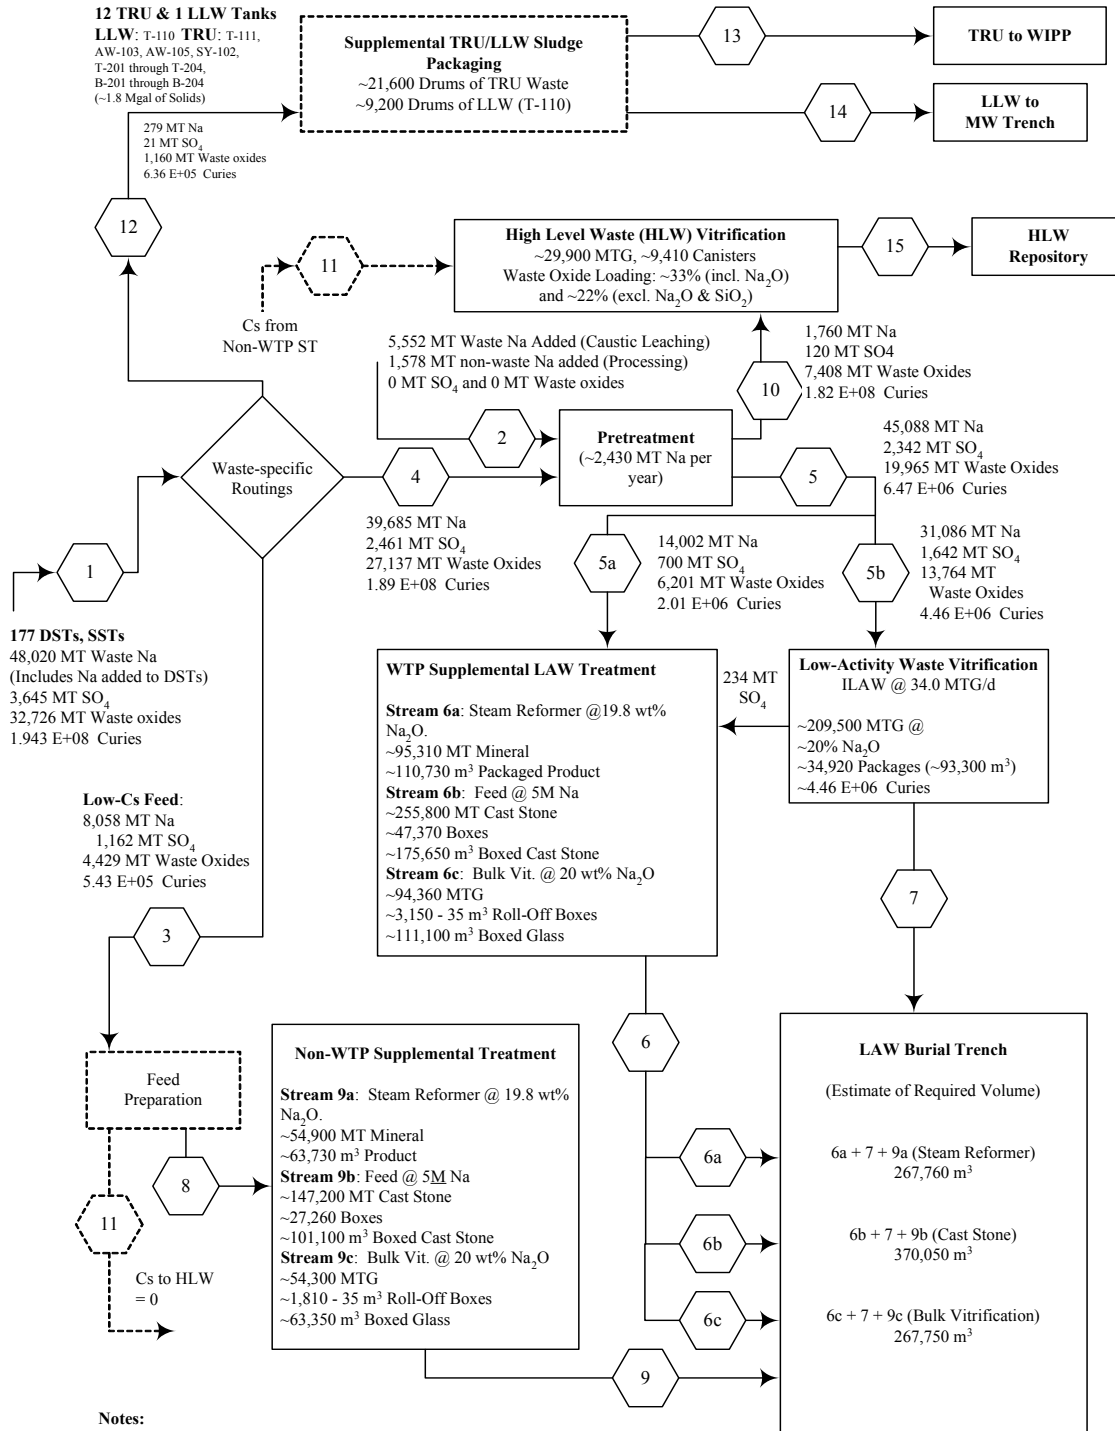 12 TRU & 1 LLW Tanks
LLW: T-110 TRU: T-111,
AW-103, AW-105, SY-102,
T-201 through T-204,
B-201 through B-204
(~1.8 Mgal of Solids)
279 MT Na
21 MT SO4
1,160 MT Waste oxides
6.36 E+05 Curies
12
Supplemental TRU/LLW Sludge
Packaging
~21,600 Drums of TRU Waste
~9,200 Drums of LLW (T-110)
13
TRU to WIPP
14
LLW to
MW Trench
11
Cs from
Non-WTP ST
High Level Waste (HLW) Vitrification
~29,900 MTG, ~9,410 Canisters
Waste Oxide Loading: ~33% (incl. Na2O)
and ~22% (excl. Na2O & SiO2)
15
HLW
Repository
5,552 MT Waste Na Added (Caustic Leaching)
1,578 MT non-waste Na added (Processing)
0 MT SO4 and 0 MT Waste oxides
2
10
1,760 MT Na
120 MT SO4
7,408 MT Waste Oxides
1.82 E+08 Curies
Waste-specific
Routings
4
39,685 MT Na
2,461 MT SO4
27,137 MT Waste Oxides
1.89 E+08 Curies
Pretreatment
(~2,430 MT Na per
year)
5
45,088 MT Na
2,342 MT SO4
19,965 MT Waste Oxides
6.47 E+06 Curies
1
177 DSTs, SSTs
48,020 MT Waste Na
(Includes Na added to DSTs)
3,645 MT SO4
32,726 MT Waste oxides
1.943 E+08 Curies
5a
14,002 MT Na
700 MT SO4
6,201 MT Waste Oxides
2.01 E+06 Curies
5b
31,086 MT Na
1,642 MT SO4
13,764 MT
Waste Oxides
4.46 E+06 Curies
WTP Supplemental LAW Treatment
Stream 6a: Steam Reformer @19.8 wt%
Na2O.
~95,310 MT Mineral
~110,730 m3 Packaged Product
Stream 6b: Feed @ 5M Na
~255,800 MT Cast Stone
~47,370 Boxes
~175,650 m3 Boxed Cast Stone
Stream 6c: Bulk Vit. @ 20 wt% Na2O
~94,360 MTG
~3,150 - 35 m3 Roll-Off Boxes
~111,100 m3 Boxed Glass
234 MT
SO4
Low-Activity Waste Vitrification
ILAW @ 34.0 MTG/d
~209,500 MTG @
~20% Na2O
~34,920 Packages (~93,300 m3)
~4.46 E+06 Curies
Low-Cs Feed:
8,058 MT Na
1,162 MT SO4
4,429 MT Waste Oxides
5.43 E+05 Curies
3
7
Feed
Preparation
8
11
Cs to HLW
= 0
Non-WTP Supplemental Treatment
Stream 9a: Steam Reformer @ 19.8 wt%
Na2O.
~54,900 MT Mineral
~63,730 m3 Product
Stream 9b: Feed @ 5M Na
~147,200 MT Cast Stone
~27,260 Boxes
~101,100 m3 Boxed Cast Stone
Stream 9c: Bulk Vit. @ 20 wt% Na2O
~54,300 MTG
~1,810 - 35 m3 Roll-Off Boxes
~63,350 m3 Boxed Glass
6
6a
6b
6c
9
LAW Burial Trench
(Estimate of Required Volume)
6a + 7 + 9a (Steam Reformer)
267,760 m3
6b + 7 + 9b (Cast Stone)
370,050 m3
6c + 7 + 9c (Bulk Vitrification)
267,750 m3
Notes: